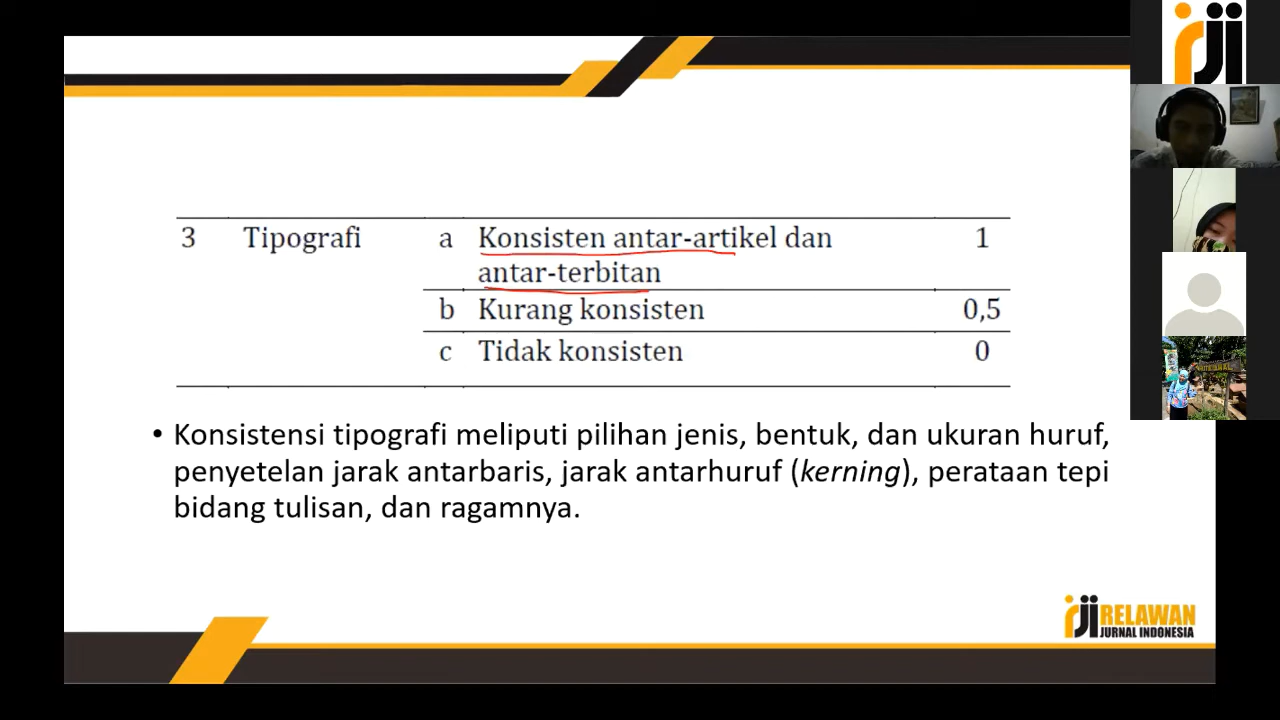 3 Tipografi a Konsisten antar-artikel dan 1
antar-terbitan
b Kurang konsisten 0,5
c Tidak konsisten 0
• Konsistensi tipografi meliputi pilihan jenis, bentuk, dan ukuran huruf,
penyetelan jarak antarbaris, jarak antarhuruf (kerning), perataan tepi
bidang tulisan, dan ragamnya.
rji RELAWAN
JURNAL INDONESIA
rji